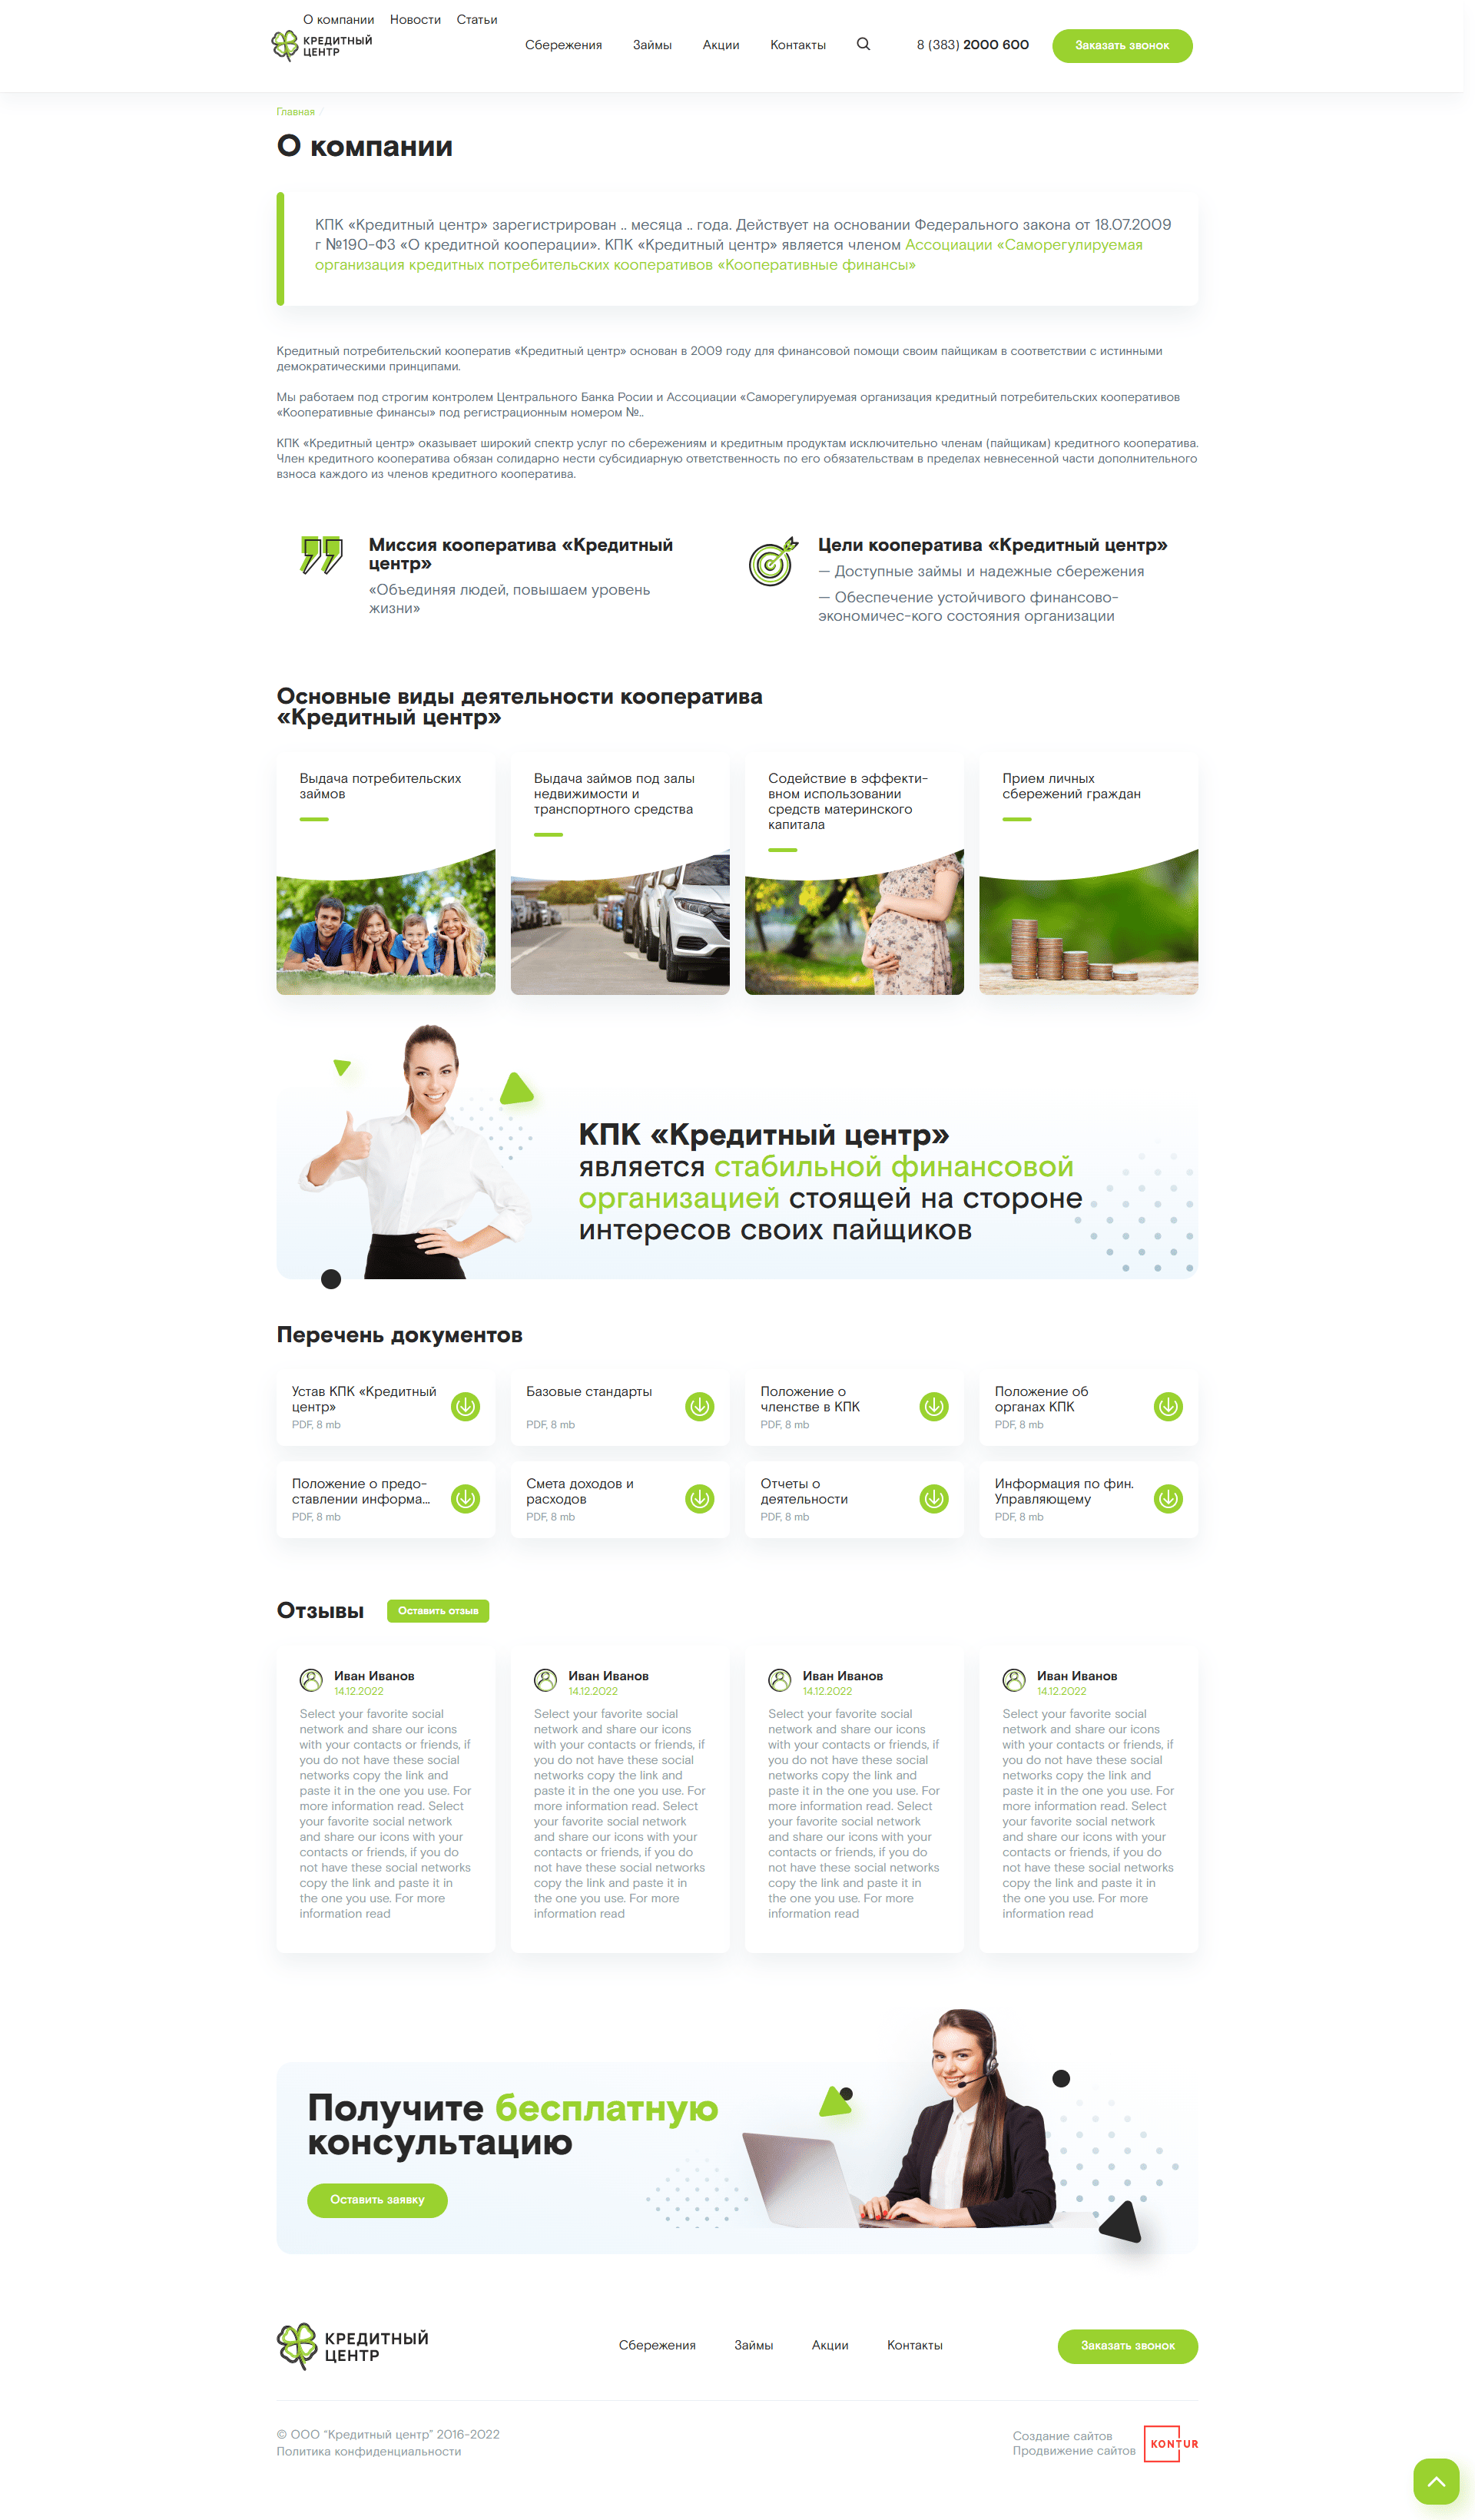 О компании Новости Статьи
КРЕДИТНЫЙ
ЦЕНТР
Сбережения Займы Акции Контакты 8 (383) 2000 600 Заказать звонок
Главная /
О компании
КПК «Кредитный центр» зарегистрирован .. месяца .. года. Действует на основании Федерального закона от 18.07.2009
г №190-ФЗ «О кредитной кооперации». КПК «Кредитный центр» является членом Ассоциации «Саморегулируемая
организация кредитных потребительских кооперативов «Кооперативные финансы»
Кредитный потребительский кооператив «Кредитный центр» основан в 2009 году для финансовой помощи своим пайщикам в соответствии с истинными
демократическими принципами.
Мы работаем под строгим контролем Центрального Банка Росии и Ассоциации «Саморегулируемая организация кредитный потребительских кооперативов
«Кооперативные финансы» под регистрационным номером №..
КПК «Кредитный центр» оказывает широкий спектр услуг по сбережениям и кредитным продуктам исключительно членам (пайщикам) кредитного кооператива.
Член кредитного кооператива обязан солидарно нести субсидиарную ответственность по его обязательствам в пределах невнесенной части дополнительного
взноса каждого из членов кредитного кооператива.
Миссия кооператива «Кредитный
центр»
«Объединяя людей, повышаем уровень
жизни»
Цели кооператива «Кредитный центр»
— Доступные займы и надежные сбережения
— Обеспечение устойчивого финансово-
экономичес-кого состояния организации
Основные виды деятельности кооператива
«Кредитный центр»
Выдача потребительских
займов
Выдача займов под залы
недвижимости и
транспортного средства
Содействие в эффекти-
вном использовании
средств материнского
капитала
Прием личных
сбережений граждан
КПК «Кредитный центр»
является стабильной финансовой
организацией стоящей на стороне
интересов своих пайщиков
Перечень документов
Устав КПК «Кредитный
центр»
PDF, 8 mb
Базовые стандарты
PDF, 8 mb
Положение о
членстве в КПК
PDF, 8 mb
Положение об
органах КПК
PDF, 8 mb
Положение о предо-
ставлении информа...
PDF, 8 mb
Смета доходов и
расходов
PDF, 8 mb
Отчеты о
деятельности
PDF, 8 mb
Информация по фин.
Управляющему
PDF, 8 mb
Отзывы Оставить отзыв
Иван Иванов
14.12.2022
Select your favorite social
network and share our icons
with your contacts or friends, if
you do not have these social
networks copy the link and
paste it in the one you use. For
more information read. Select
your favorite social network
and share our icons with your
contacts or friends, if you do
not have these social networks
copy the link and paste it in
the one you use. For more
information read
Иван Иванов
14.12.2022
Select your favorite social
network and share our icons
with your contacts or friends, if
you do not have these social
networks copy the link and
paste it in the one you use. For
more information read. Select
your favorite social network
and share our icons with your
contacts or friends, if you do
not have these social networks
copy the link and paste it in
the one you use. For more
information read
Иван Иванов
14.12.2022
Select your favorite social
network and share our icons
with your contacts or friends, if
you do not have these social
networks copy the link and
paste it in the one you use. For
more information read. Select
your favorite social network
and share our icons with your
contacts or friends, if you do
not have these social networks
copy the link and paste it in
the one you use. For more
information read
Иван Иванов
14.12.2022
Select your favorite social
network and share our icons
with your contacts or friends, if
you do not have these social
networks copy the link and
paste it in the one you use. For
more information read. Select
your favorite social network
and share our icons with your
contacts or friends, if you do
not have these social networks
copy the link and paste it in
the one you use. For more
information read
Получите бесплатную
консультацию
Оставить заявку
КРЕДИТНЫЙ
ЦЕНТР
Сбережения Займы Акции Контакты Заказать звонок
© ООО “Кредитный центр” 2016-2022
Политика конфиденциальности
Создание сайтов
Продвижение сайтов
KONTUR